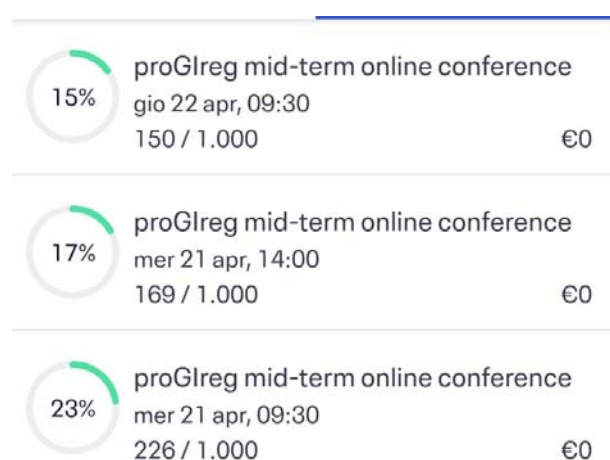 15%
proGIreg mid-term online conference
gio 22 apr, 09:30
150 / 1.000 €0
17%
proGIreg mid-term online conference
mer 21 apr, 14:00
169 / 1.000 €0
23%
proGIreg mid-term online conference
mer 21 apr, 09:30
226 / 1.000 €0